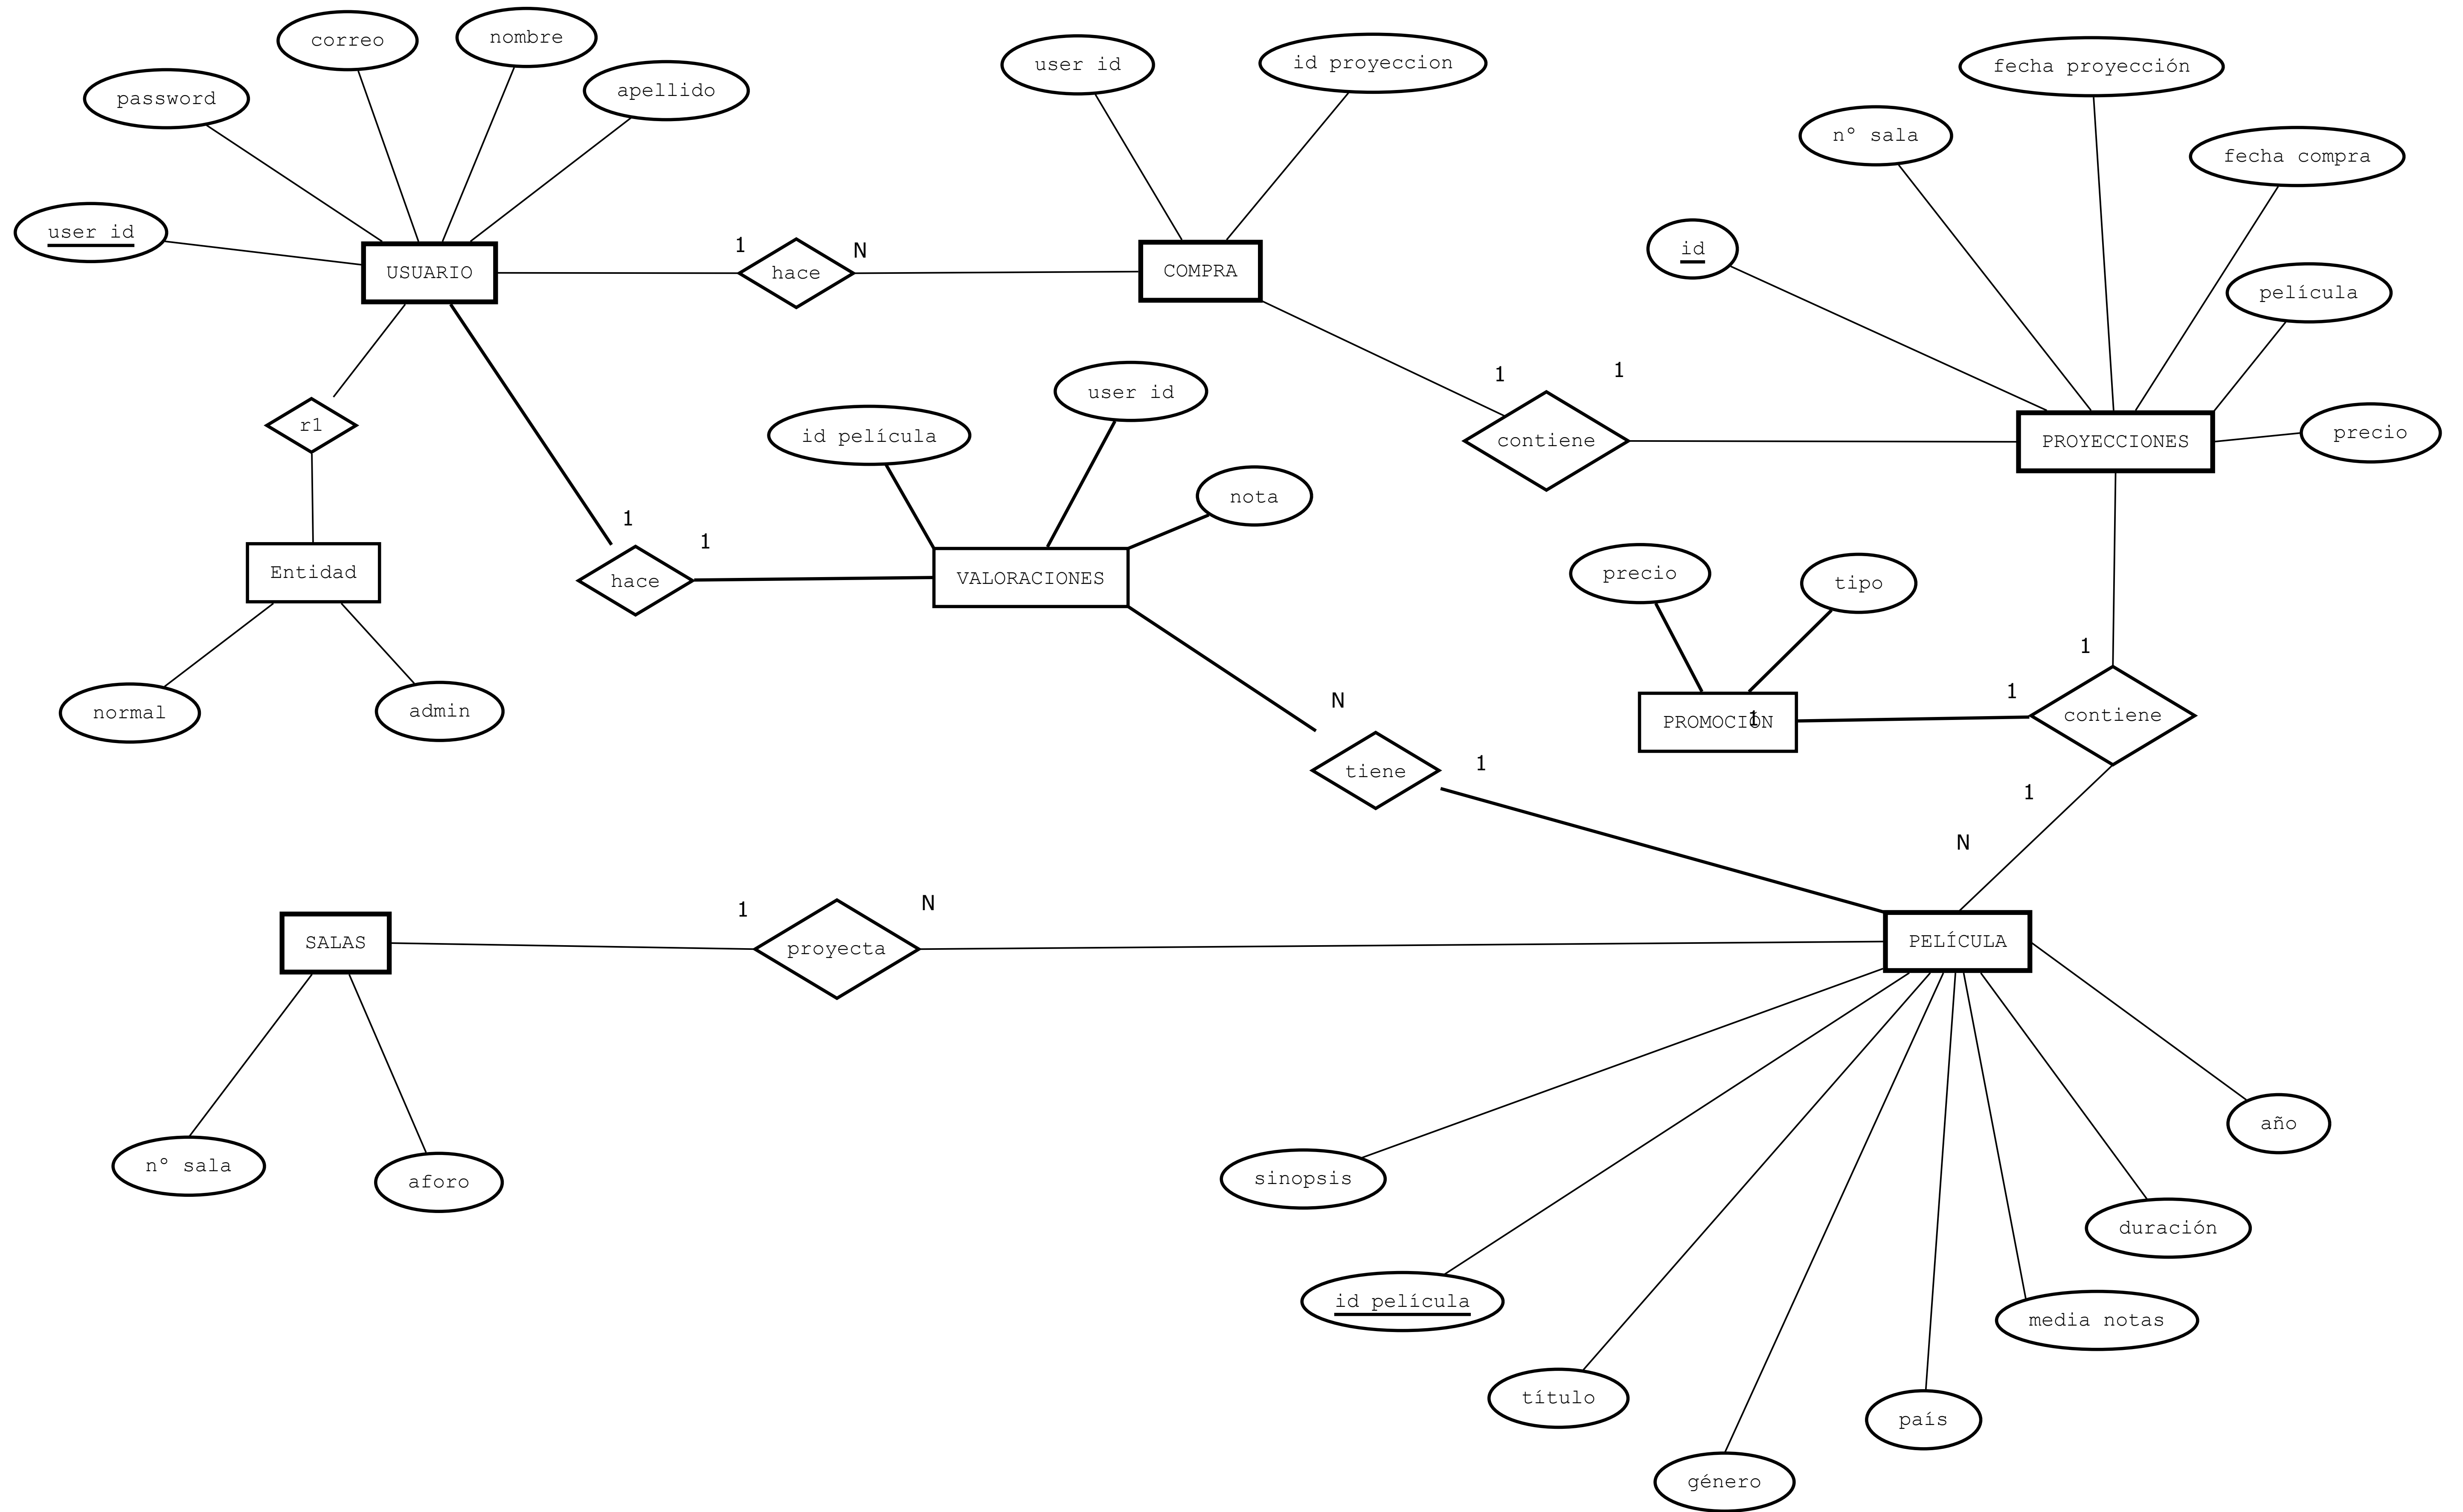 correo
nombre
apellido
password
user id
USUARIO
1
hace
N
user id
id proyeccion
COMPRA
fecha proyección
nº sala
fecha compra
id
película
precio
PROYECCIONES
1
contiene
1
r1
Entidad
normal
admin
1
hace
1
id película
user id
nota
VALORACIONES
precio
tipo
PROMOCIÓN
1
1
1
contiene
1
N
N
tiene
1
SALAS
1
proyecta
N
PELÍCULA
nº sala
aforo
sinopsis
id película
título
género
país
media notas
duración
año